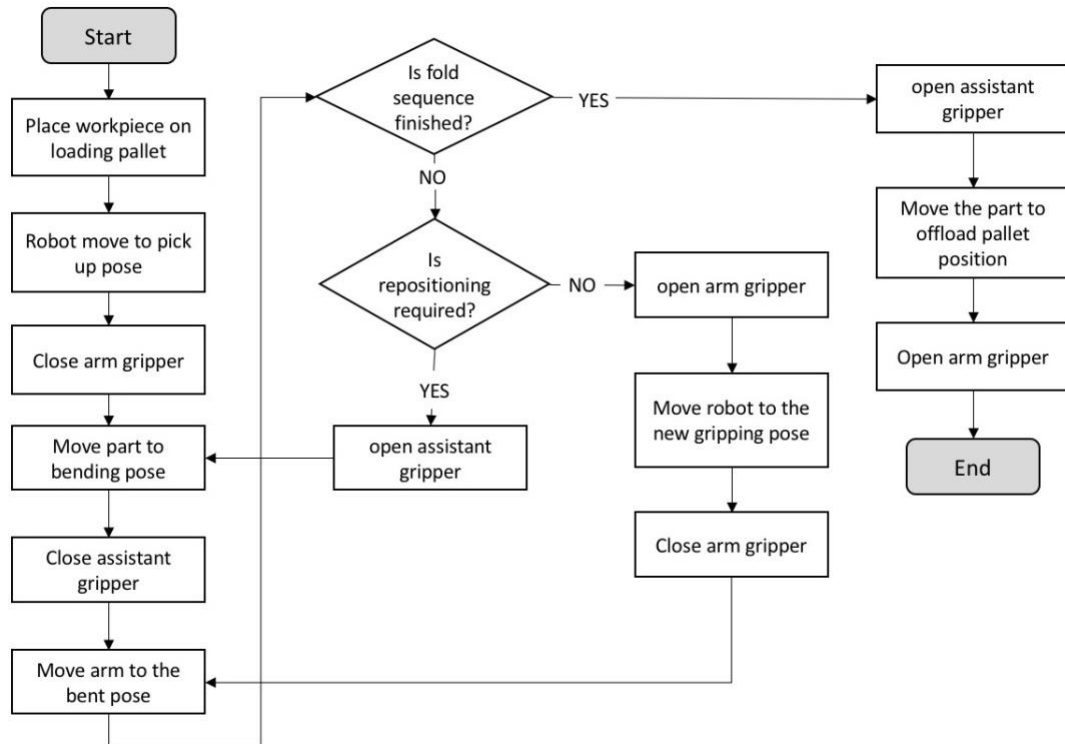 Start
Place workpiece on
loading pallet
Robot move to pick
up pose
Close arm gripper
Move part to
bending pose
Close assistant
gripper
Move arm to the
bent pose
Is fold
sequence
finished?
YES
NO
Is
repositioning
required?
NO
YES
open assistant
gripper
open arm gripper
Move robot to the
new gripping pose
Close arm gripper
open assistant
gripper
Move the part to
offload pallet
position
Open arm gripper
End